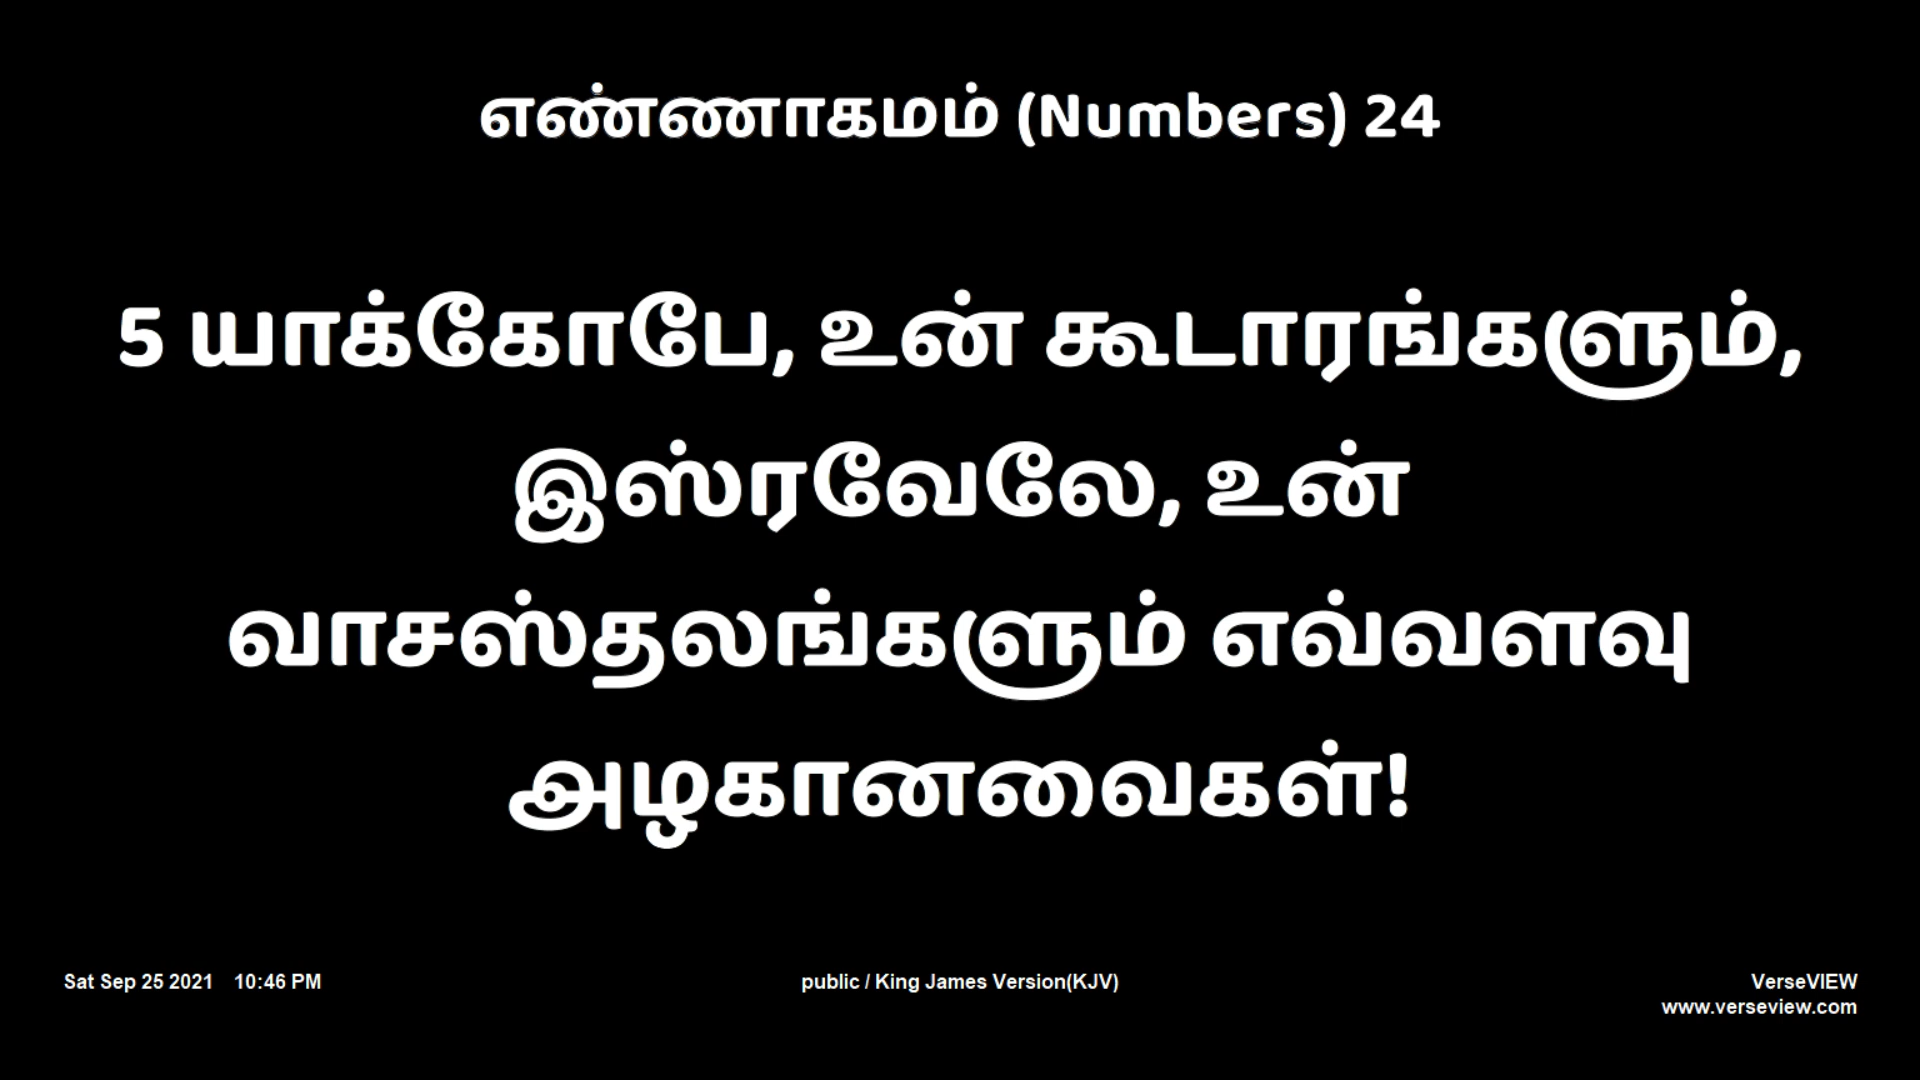 எண்ணாகமம் (Numbers) 24
5 யாக்கோபே, உன் கூடாரங்களும்,
இஸ்ரவேலே, உன்
வாசஸ்தலங்களும் எவ்வளவு
அழகானவைகள்!
Sat Sep 25 2021 10:46 PM
public / King James Version(KJV)
VerseVIEW
www.verseview.com